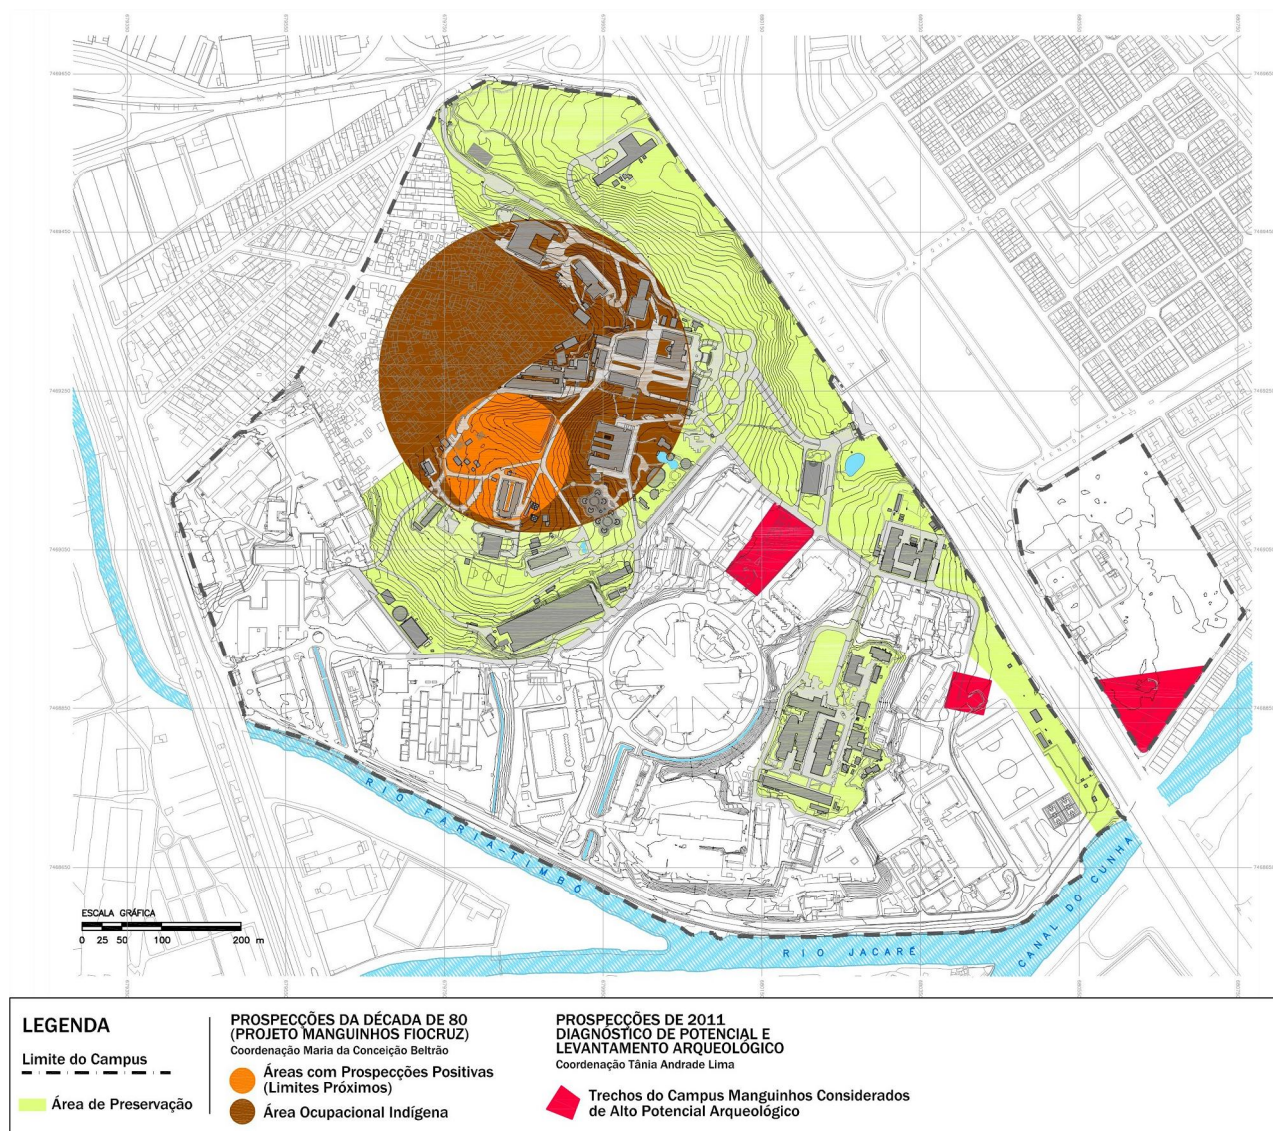 LINHA AMARELA
AVENIDA BRASIL
RIO FARIA-TIMBÓ
RIO JACARÉ
CANAL DO CUNHA
ESCALA GRÁFICA
0 25 50 100 200 m
LEGENDA
Limite do Campus
Área de Preservação
PROSPECÇÕES DA DÉCADA DE 80
(PROJETO MANGUINHOS FIOCRUZ)
Coordenação Maria da Conceição Beltrão
Áreas com Prospecções Positivas
(Limites Próximos)
Área Ocupacional Indígena
PROSPECÇÕES DE 2011
DIAGNÓSTICO DE POTENCIAL E
LEVANTAMENTO ARQUEOLÓGICO
Coordenação Tânia Andrade Lima
Trechos do Campus Manguinhos Considerados
de Alto Potencial Arqueológico